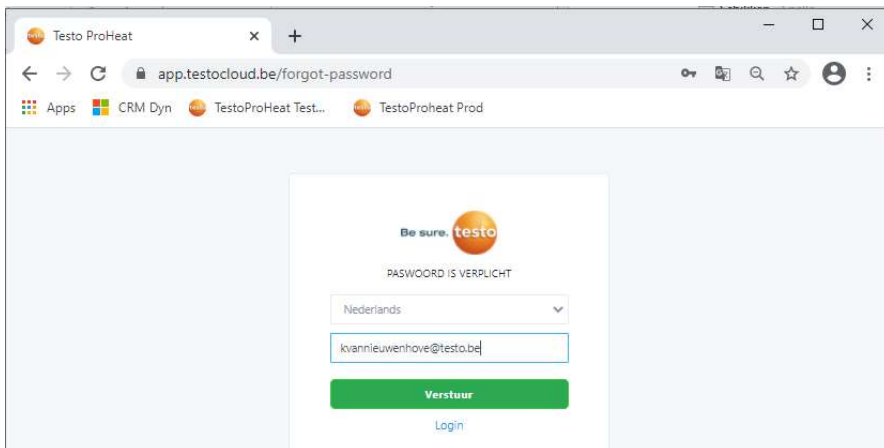 Testo ProHeat
app.testocloud.be/forgot-password
Apps CRM Dyn TestoProHeat Test... TestoProheat Prod
Be sure. testo
PASWOORD IS VERPLICHT
Nederlands
kvannieuwenhove@testo.be
Verstuur
Login